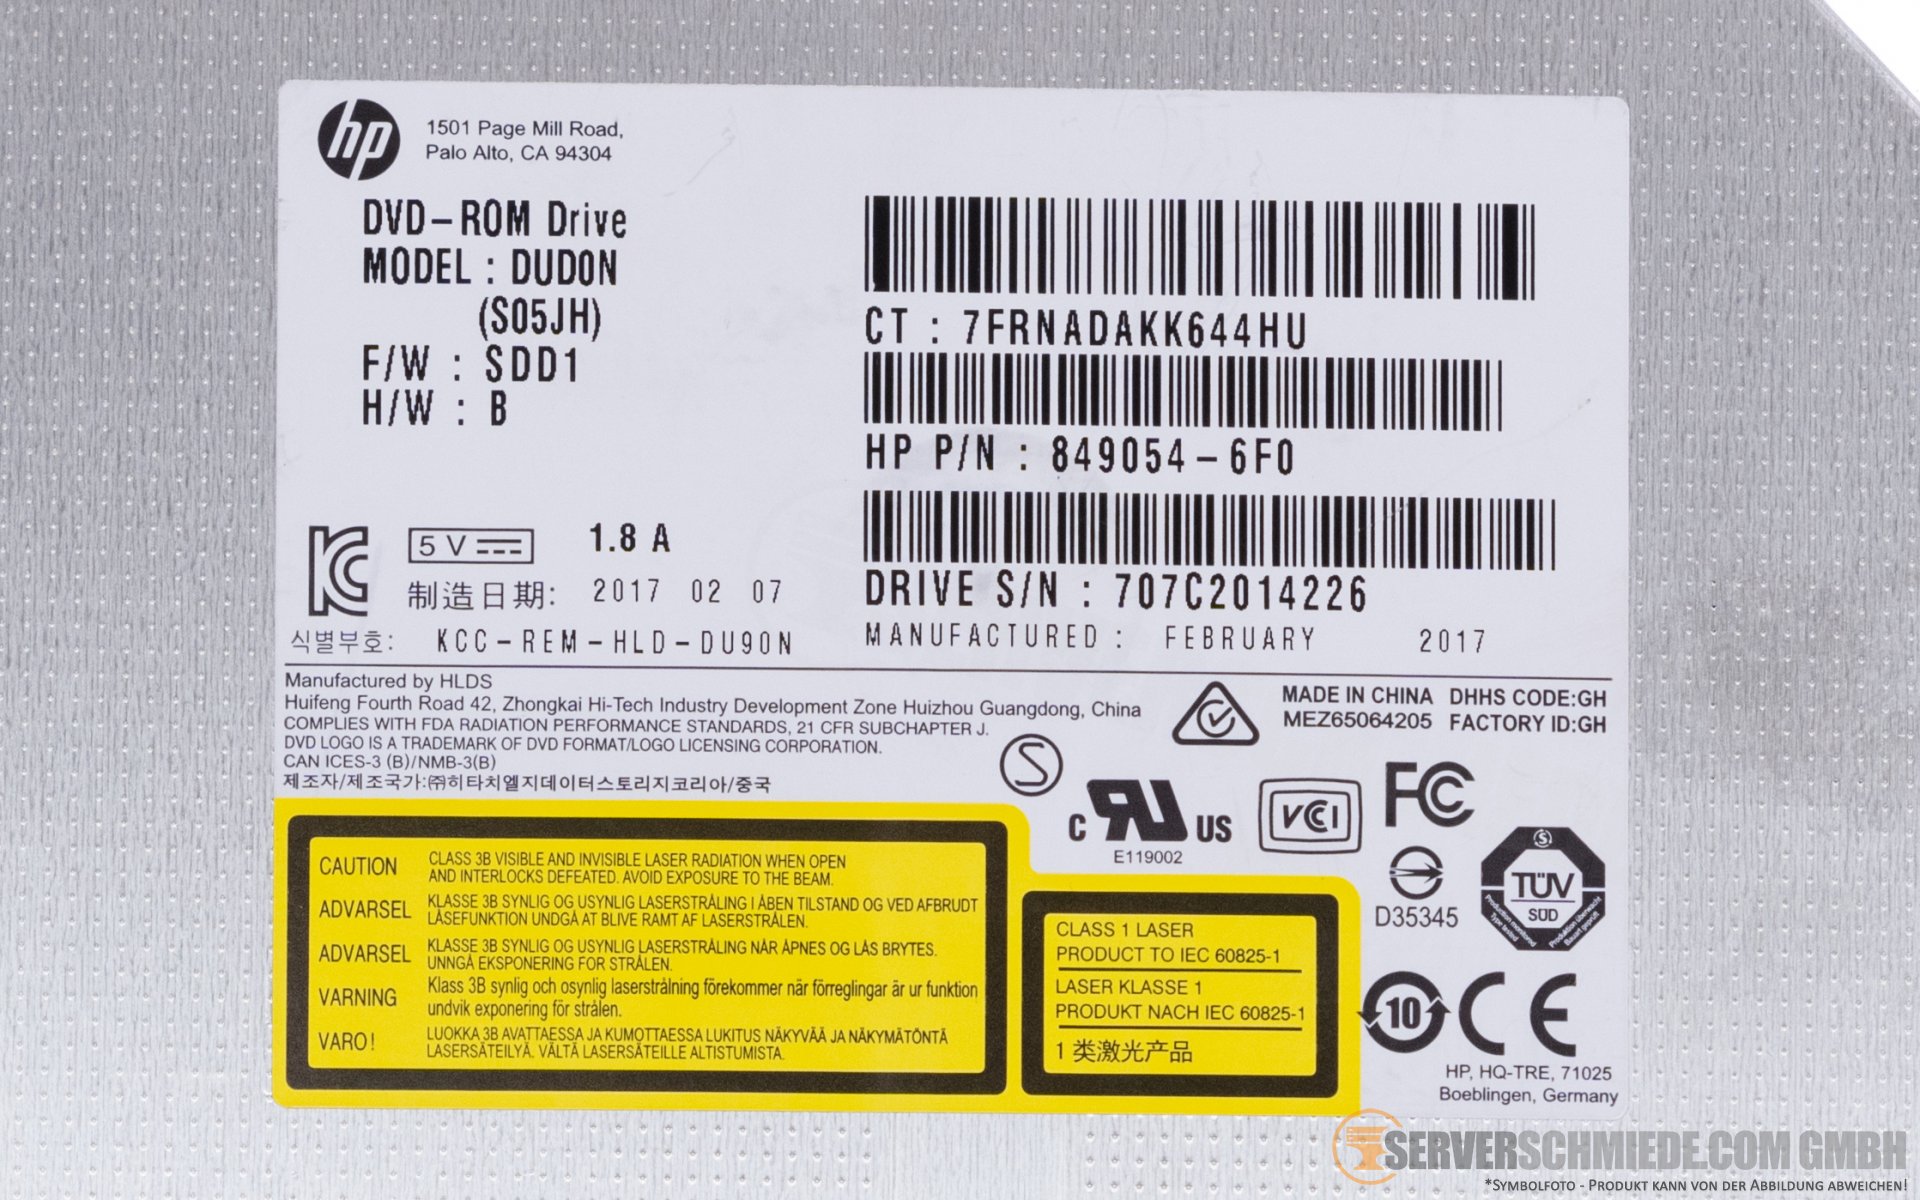 hp
1501 Page Mill Road,
Palo Alto, CA 94304
DVD-ROM Drive
MODEL : DUD0N
(S05JH)
F/W : SDD1
H/W : B
CT : 7FRNADAKK644HU
HP P/N : 849054-6F0
DRIVE S/N : 707C2014226
MANUFACTURED : FEBRUARY 2017
5 V 1.8 A
制造日期: 2017 02 07
식별부호: KCC-REM-HLD-DU90N
Manufactured by HLDS
Huifeng Fourth Road 42, Zhongkai Hi-Tech Industry Development Zone Huizhou Guangdong, China
COMPLIES WITH FDA RADIATION PERFORMANCE STANDARDS, 21 CFR SUBCHAPTER J.
DVD LOGO IS A TRADEMARK OF DVD FORMAT/LOGO LICENSING CORPORATION.
CAN ICES-3 (B)/NMB-3(B)
제조자/제조국가:㈜히타치엘지데이터스토리지코리아/중국
MADE IN CHINA DHHS CODE:GH
MEZ65064205 FACTORY ID:GH
S
C RU US
E119002
VCI
FC
D35345
S
TÜV
SÜD
Production monitored
Type tested
Produktion überwacht
Bauart geprüft
10
CE
HP, HQ-TRE, 71025
Boeblingen, Germany
CAUTION CLASS 3B VISIBLE AND INVISIBLE LASER RADIATION WHEN OPEN
AND INTERLOCKS DEFEATED. AVOID EXPOSURE TO THE BEAM.
ADVARSEL KLASSE 3B SYNLIG OG USYNLIG LASERSTRÅLING I ÅBEN TILSTAND OG VED AFBRUDT
LÅSEFUNKTION UNDGÅ AT BLIVE RAMT AF LASERSTRÅLEN.
ADVARSEL KLASSE 3B SYNLIG OG USYNLIG LASERSTRÅLING NÅR ÅPNES OG LÅS BRYTES.
UNNGÅ EKSPONERING FOR STRÅLEN.
VARNING Klass 3B synlig och osynlig laserstrålning förekommer när förreglingar är ur funktion
undvik exponering för strålen.
VARO! LUOKKA 3B AVATTAESSA JA KUMOTTAESSA LUKITUS NÄKYVÄÄ JA NÄKYMÄTÖNTÄ
LASERSÄTEILYÄ. VÄLTÄ LASERSÄTEILLE ALTISTUMISTA.
CLASS 1 LASER
PRODUCT TO IEC 60825-1
LASER KLASSE 1
PRODUKT NACH IEC 60825-1
1 类激光产品
SERVERSCHMIEDE.COM GMBH
*SYMBOLFOTO - PRODUKT KANN VON DER ABBILDUNG ABWEICHEN!